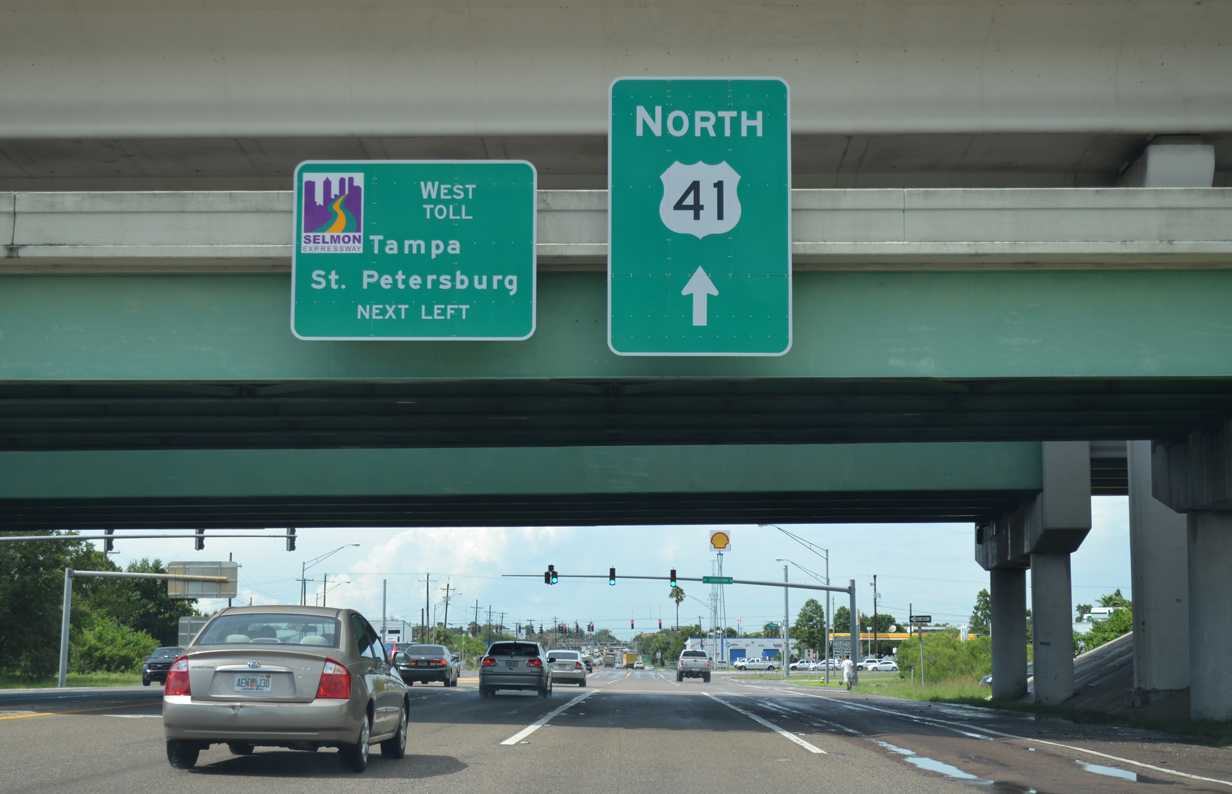 WEST
TOLL
SELMON
EXPRESSWAY
Tampa
St. Petersburg
NEXT LEFT
NORTH
41